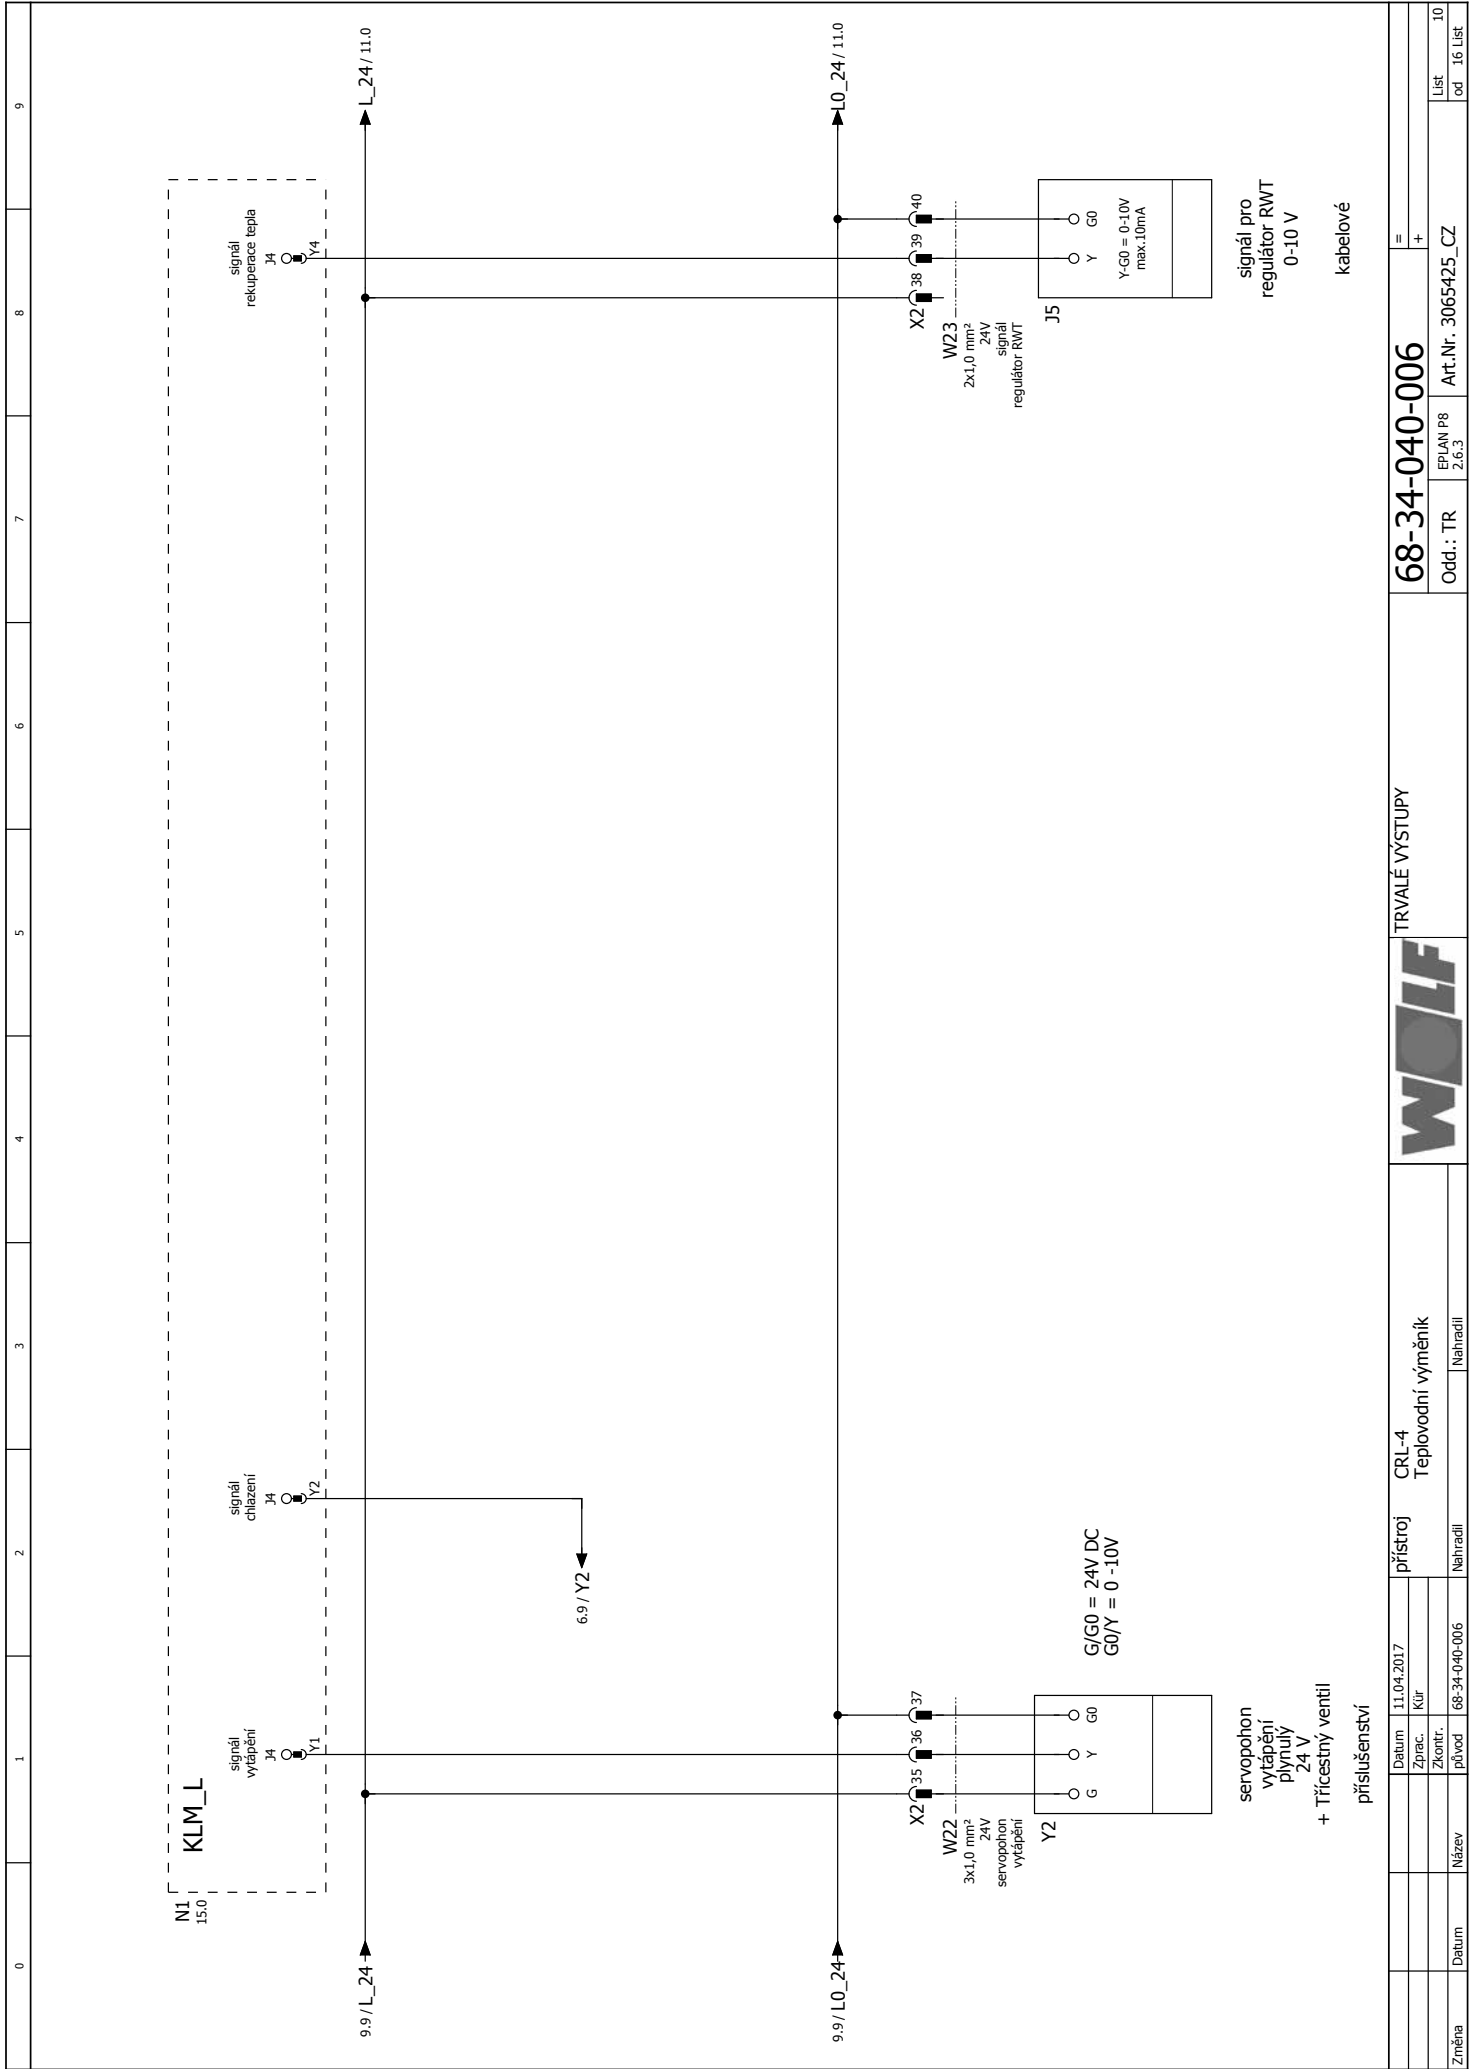 0 1 2 3 4 5 6 7 8 9
N1
15.0
KLM_L
signál
vytápění
J4
Y1
signál
chlazení
J4
Y2
signál
rekuperace tepla
J4
Y4
9.9 / L_24
L_24 / 11.0
6.9 / Y2
9.9 / L0_24
L0_24 / 11.0
X2 35 36 37
W22
3x1,0 mm²
24V
servopohon
vytápění
Y2
G Y G0
G/G0 = 24V DC
G0/Y = 0 -10V
servopohon
vytápění
plynulý
24 V
+ Třícestný ventil
příslušenství
X2 38 39 40
W23
2x1,0 mm²
24V
signál
regulátor RWT
J5
Y G0
Y-G0 = 0-10V
max.10mA
signál pro
regulátor RWT
0-10 V
kabelové
Změna
Datum
Název
Datum 11.04.2017
Zprac. Kür
Zkontr.
původ 68-34-040-006
přístroj
CRL-4
Teplovodní výměník
Nahradil
Nahradil
WOLF
TRVALÉ VÝSTUPY
68-34-040-006
=
+
Odd.: TR
EPLAN P8
2.6.3
Art.Nr. 3065425_CZ
List 10
od 16 List